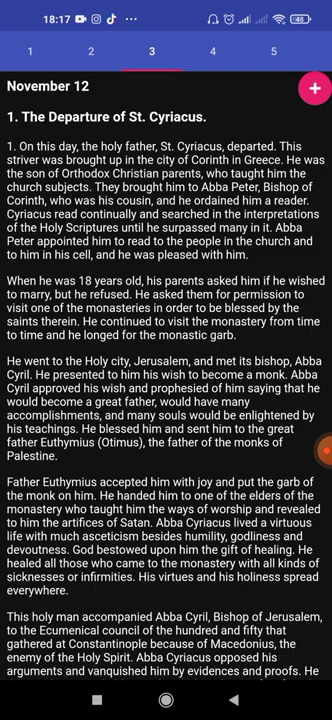 18:17
48
1 2 3 4 5
November 12
+
1. The Departure of St. Cyriacus.
1. On this day, the holy father, St. Cyriacus, departed. This
striver was brought up in the city of Corinth in Greece. He was
the son of Orthodox Christian parents, who taught him the
church subjects. They brought him to Abba Peter, Bishop of
Corinth, who was his cousin, and he ordained him a reader.
Cyriacus read continually and searched in the interpretations
of the Holy Scriptures until he surpassed many in it. Abba
Peter appointed him to read to the people in the church and
to him in his cell, and he was pleased with him.
When he was 18 years old, his parents asked him if he wished
to marry, but he refused. He asked them for permission to
visit one of the monasteries in order to be blessed by the
saints therein. He continued to visit the monastery from time
to time and he longed for the monastic garb.
He went to the Holy city, Jerusalem, and met its bishop, Abba
Cyril. He presented to him his wish to become a monk. Abba
Cyril approved his wish and prophesied of him saying that he
would become a great father, would have many
accomplishments, and many souls would be enlightened by
his teachings. He blessed him and sent him to the great
father Euthymius (Otimus), the father of the monks of
Palestine.
Father Euthymius accepted him with joy and put the garb of
the monk on him. He handed him to one of the elders of the
monastery who taught him the ways of worship and revealed
to him the artifices of Satan. Abba Cyriacus lived a virtuous
life with much asceticism besides humility, godliness and
devoutness. God bestowed upon him the gift of healing. He
healed all those who came to the monastery with all kinds of
sicknesses or infirmities. His virtues and his holiness spread
everywhere.
This holy man accompanied Abba Cyril, Bishop of Jerusalem,
to the Ecumenical council of the hundred and fifty that
gathered at Constantinople because of Macedonius, the
enemy of the Holy Spirit. Abba Cyriacus opposed his
arguments and vanquished him by evidences and proofs. He